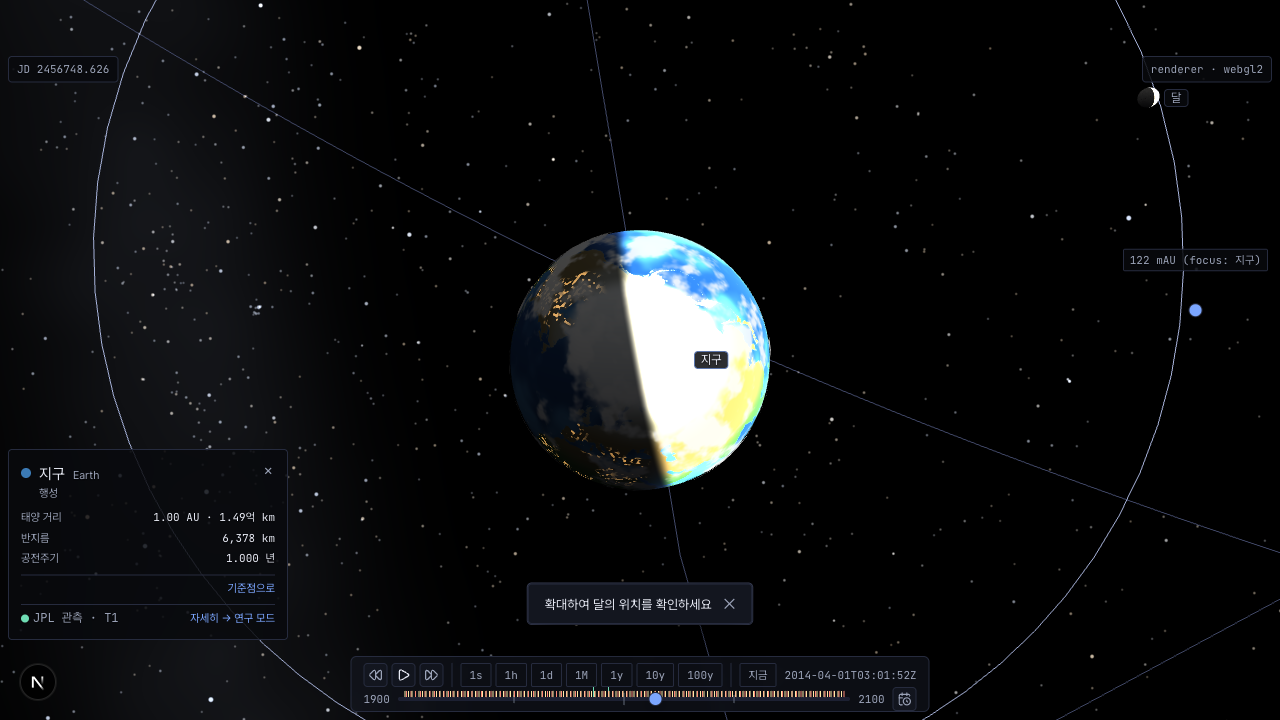 JD 2456748.626
renderer · webgl2
달
122 mAU (focus: 지구)
지구
지구 Earth
×
행성
태양 거리 1.00 AU · 1.49억 km
반지름 6,378 km
공전주기 1.000 년
기준점으로
JPL 관측 · T1 자세히 → 연구 모드
확대하여 달의 위치를 확인하세요
N
1s 1h 1d 1M 1y 10y 100y 지금 2014-04-01T03:01:52Z
1900 2100